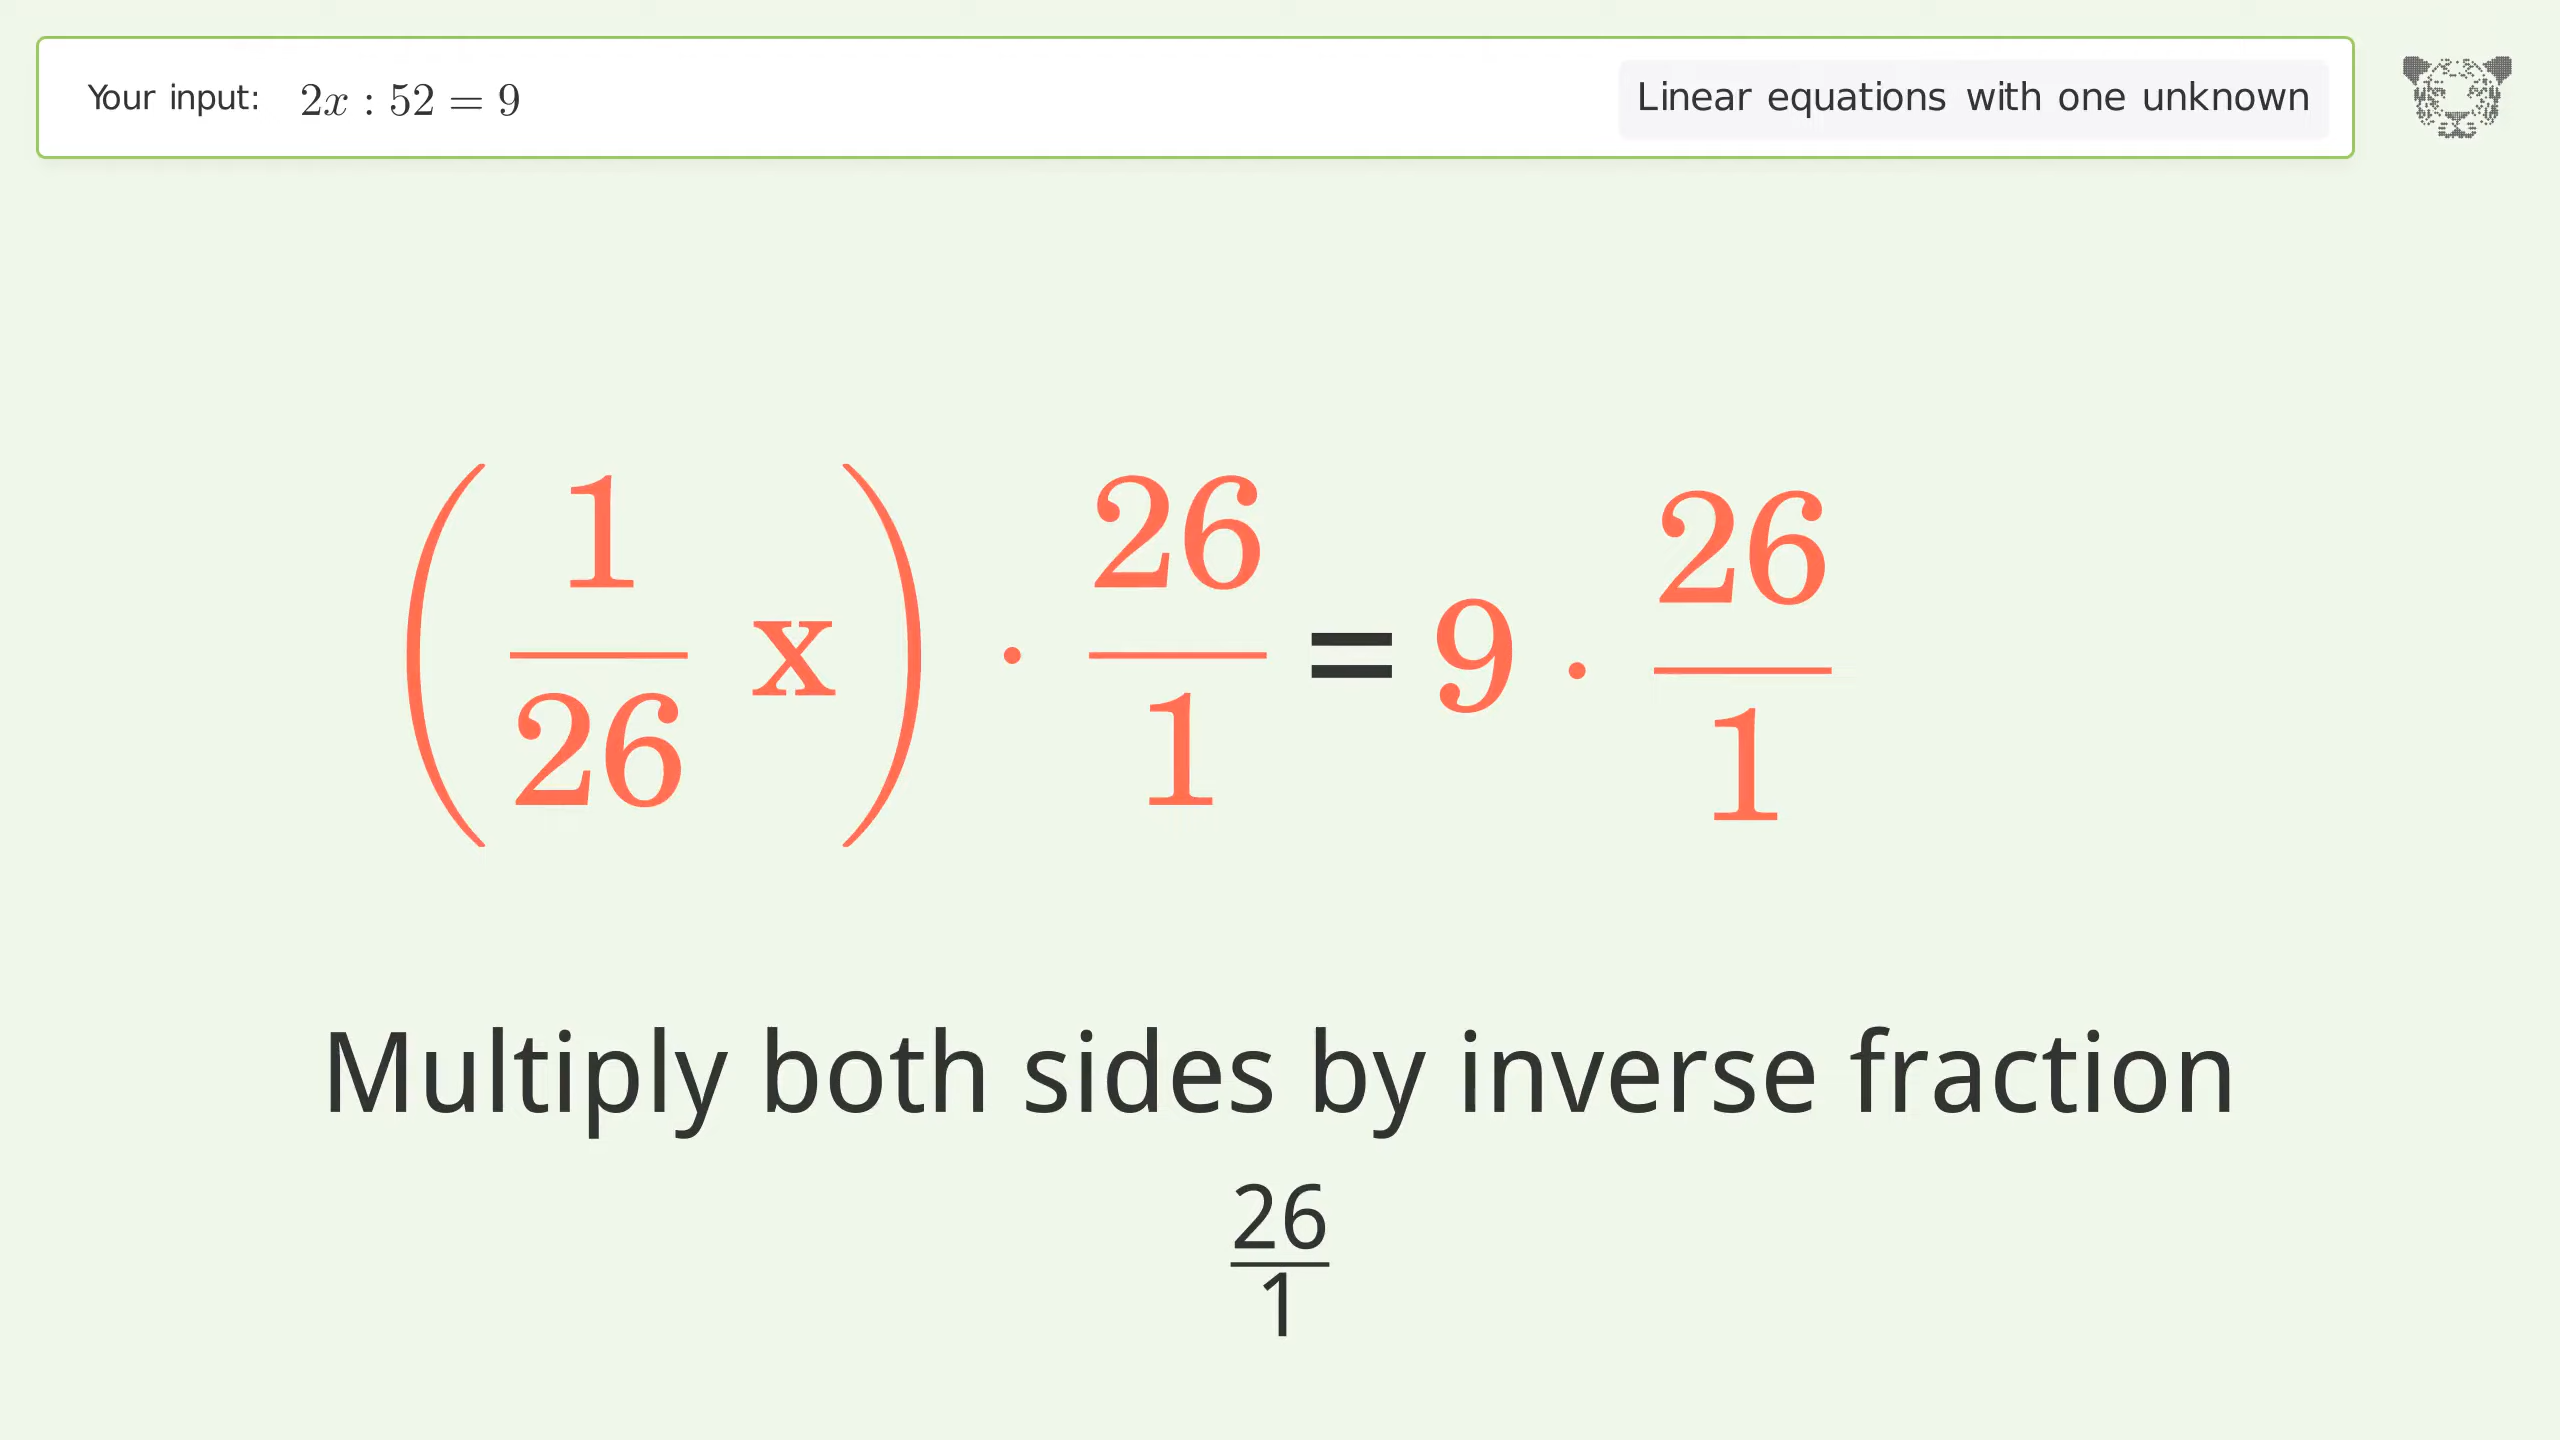 Your input: 2x : 52 = 9
Linear equations with one unknown
(1/26 x) · 26/1 = 9 · 26/1
Multiply both sides by inverse fraction
26/1